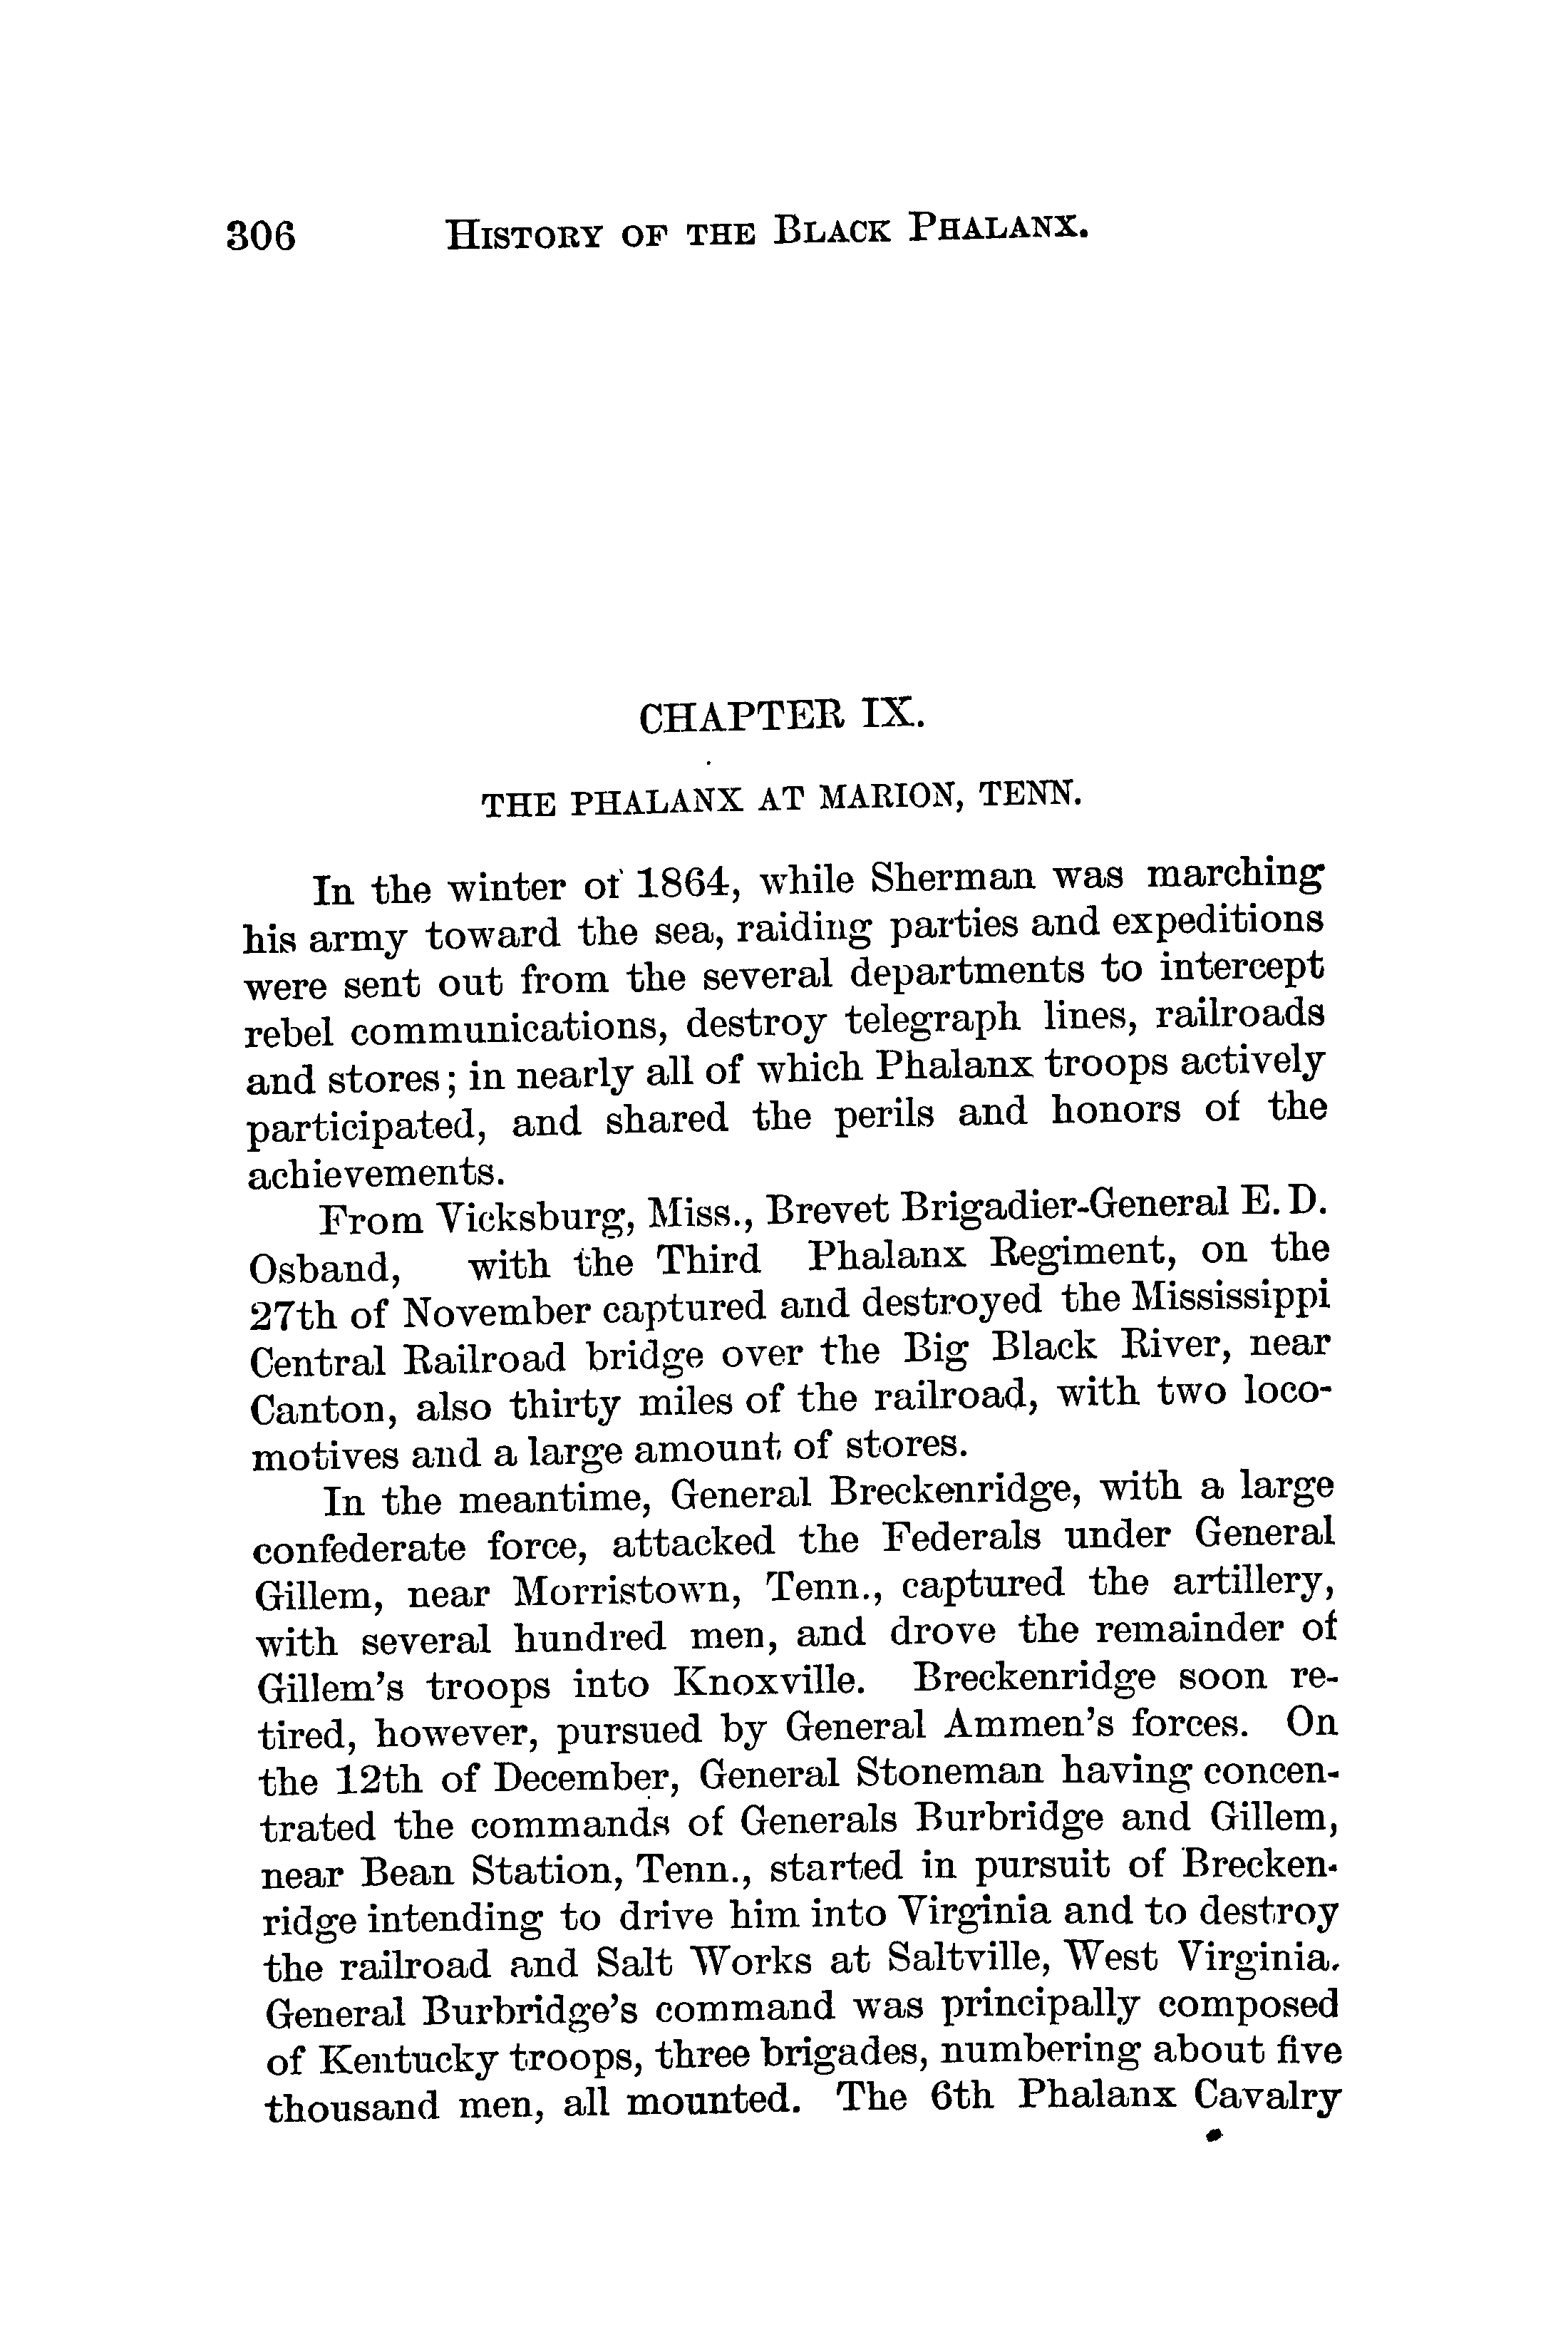 306 HISTORY OF THE BLACK PHALANX.
CHAPTER IX.
THE PHALANX AT MARION, TENN.
In the winter of 1864, while Sherman was marching
his army toward the sea, raiding parties and expeditions
were sent out from the several departments to intercept
rebel communications, destroy telegraph lines, railroads
and stores; in nearly all of which Phalanx troops actively
participated, and shared the perils and honors of the
achievements.
From Vicksburg, Miss., Brevet Brigadier-General E. D.
Osband, with the Third Phalanx Regiment, on the
27th of November captured and destroyed the Mississippi
Central Railroad bridge over the Big Black River, near
Canton, also thirty miles of the railroad, with two loco-
motives and a large amount of stores.
In the meantime, General Breckenridge, with a large
confederate force, attacked the Federals under General
Gillem, near Morristown, Tenn., captured the artillery,
with several hundred men, and drove the remainder of
Gillem's troops into Knoxville. Breckenridge soon re-
tired, however, pursued by General Ammen's forces. On
the 12th of December, General Stoneman having concen-
trated the commands of Generals Burbridge and Gillem,
near Bean Station, Tenn., started in pursuit of Brecken-
ridge intending to drive him into Virginia and to destroy
the railroad and Salt Works at Saltville, West Virginia.
General Burbridge's command was principally composed
of Kentucky troops, three brigades, numbering about five
thousand men, all mounted. The 6th Phalanx Cavalry